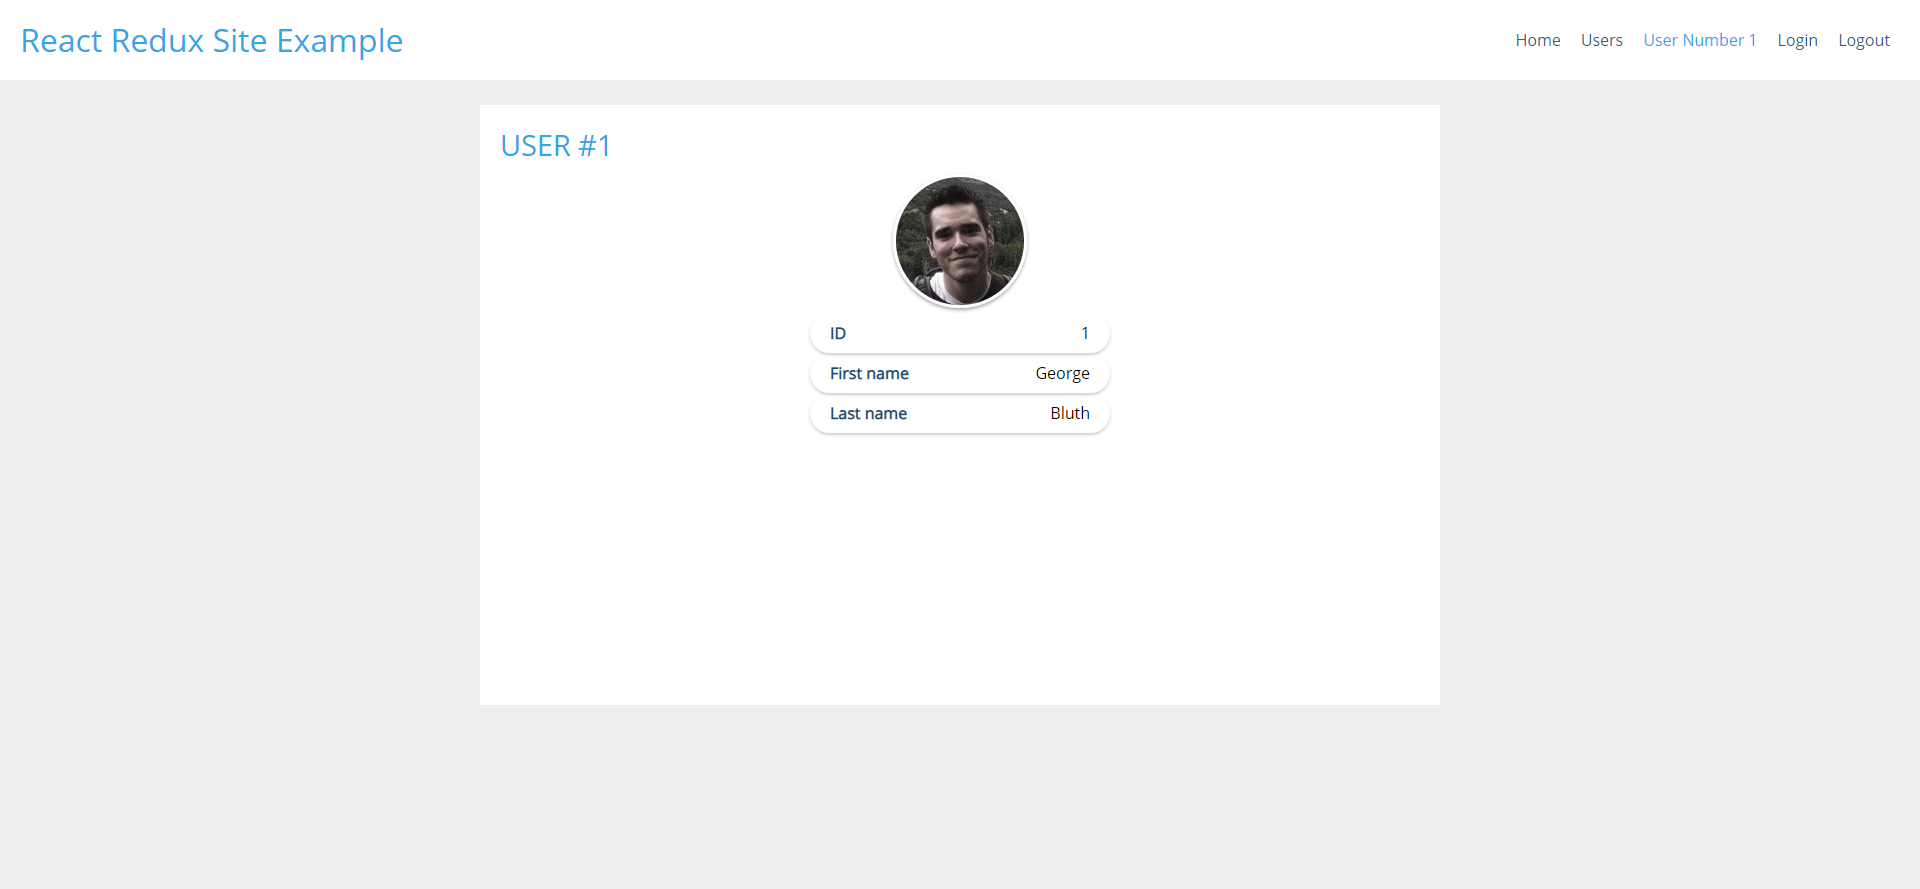 React Redux Site Example
Home Users User Number 1 Login Logout
USER #1
ID 1
First name George
Last name Bluth